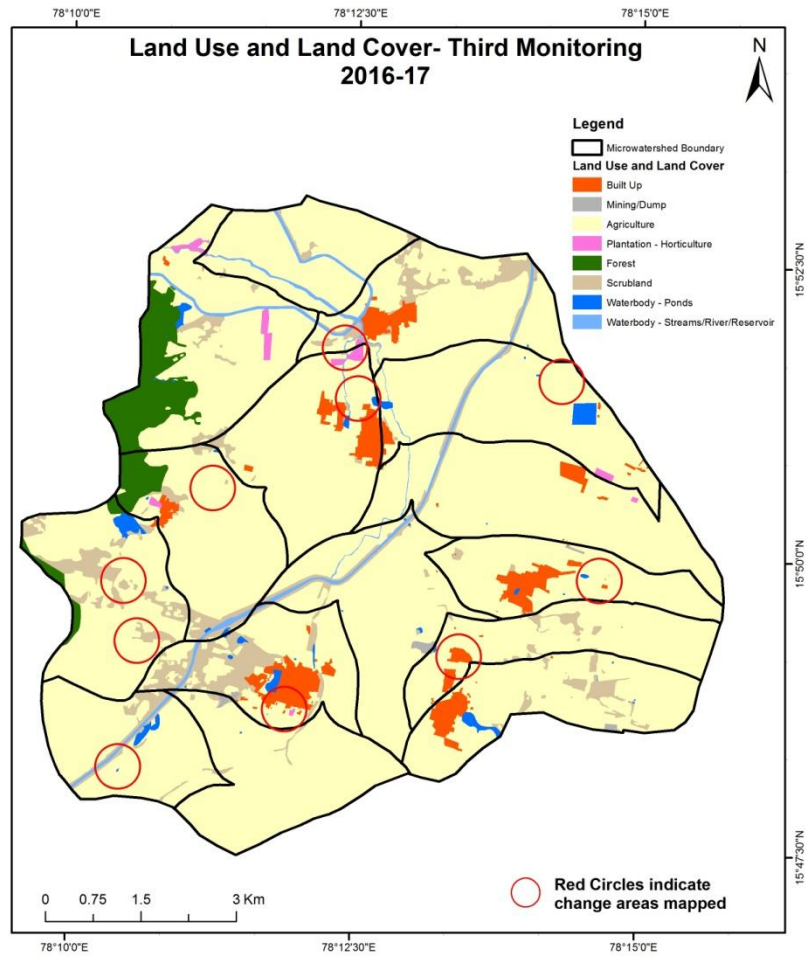 78°10'0"E 78°12'30"E 78°15'0"E
Land Use and Land Cover- Third Monitoring
2016-17
N
Legend
Microwatershed Boundary
Land Use and Land Cover
Built Up
Mining/Dump
Agriculture
Plantation - Horticulture
Forest
Scrubland
Waterbody - Ponds
Waterbody - Streams/River/Reservoir
15°52'30"N
15°50'0"N
15°47'30"N
0 0.75 1.5 3 Km
Red Circles indicate
change areas mapped
78°10'0"E 78°12'30"E 78°15'0"E